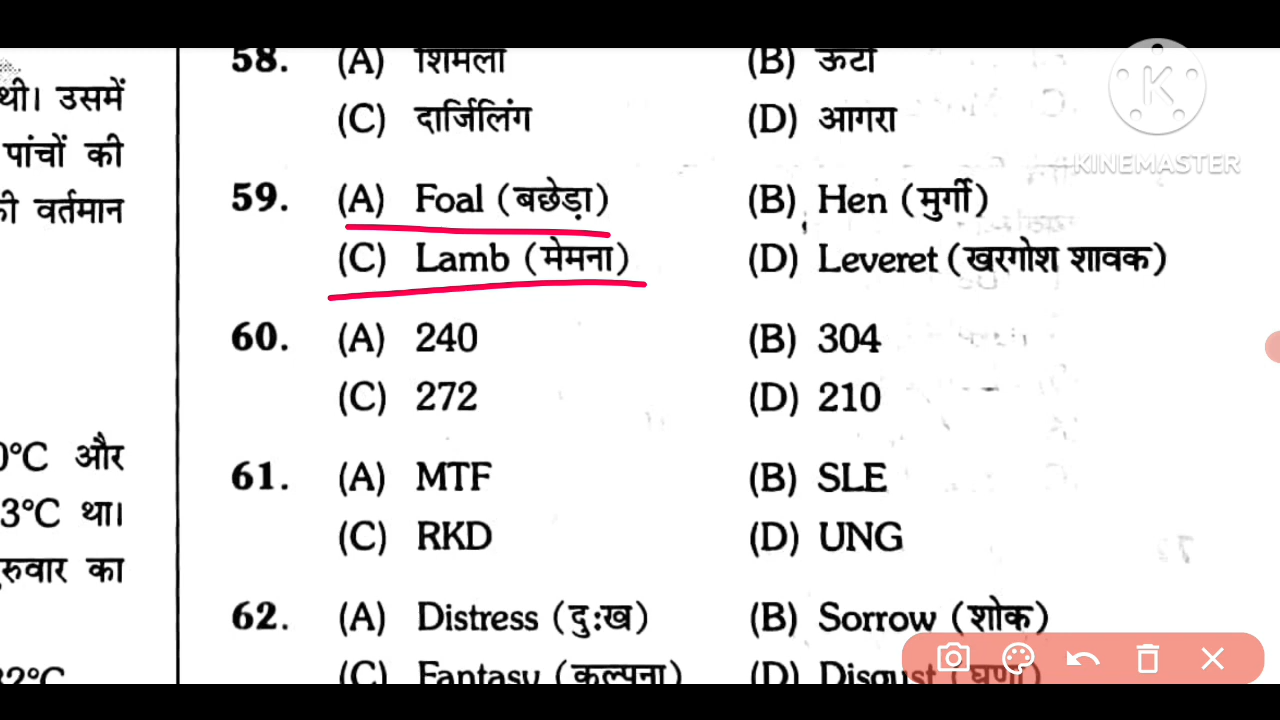 58. (A) शिमला (B) ऊटी
थी। उसमें
(C) दार्जिलिंग (D) आगरा
K
पांचों की
KINEMASTER
59. (A) Foal (बछेड़ा) (B) Hen (मुर्गी)
की वर्तमान
(C) Lamb (मेमना) (D) Leveret (खरगोश शावक)
60. (A) 240 (B) 304
(C) 272 (D) 210
0°C और
61. (A) MTF (B) SLE
3°C था।
(C) RKD (D) UNG
गुरुवार का
62. (A) Distress (दुःख) (B) Sorrow (शोक)
2°C (C) Fantasy (कल्पना) (D) Disgust (घृणा)